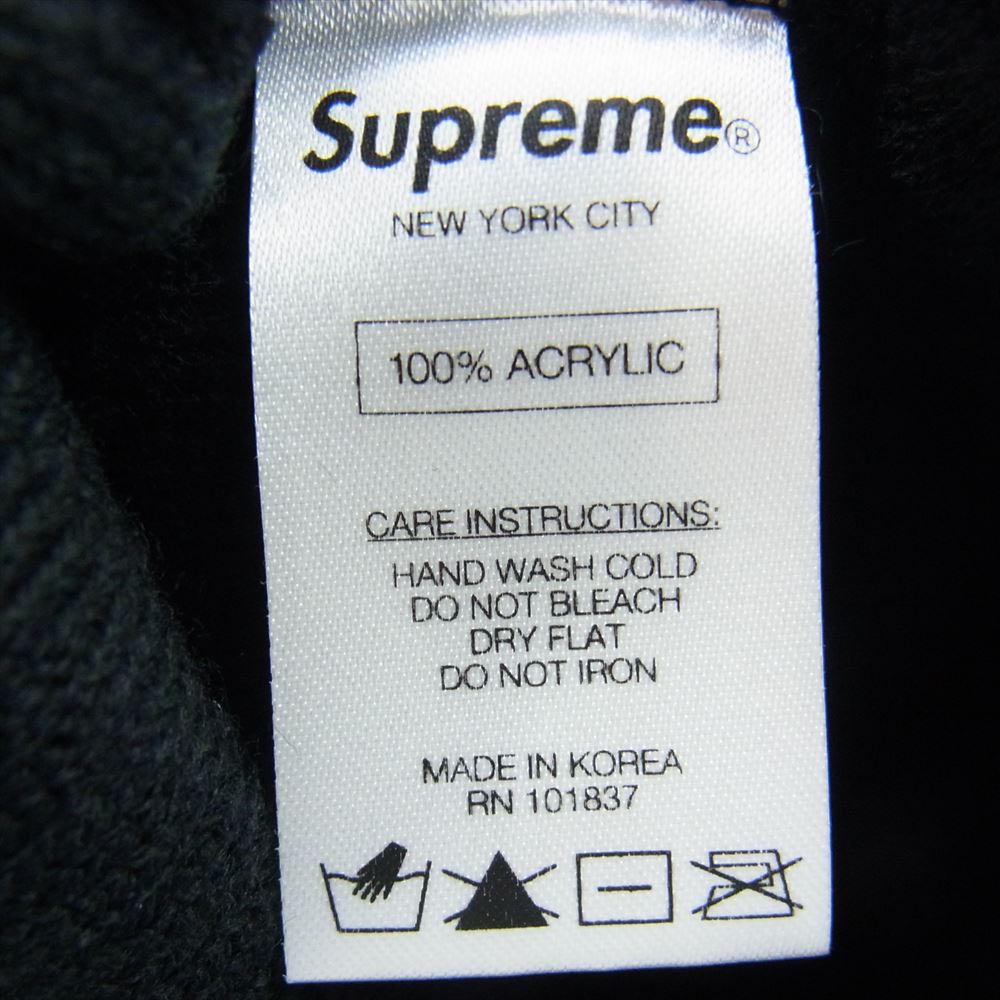 Supreme®
NEW YORK CITY
100% ACRYLIC
CARE INSTRUCTIONS:
HAND WASH COLD
DO NOT BLEACH
DRY FLAT
DO NOT IRON
MADE IN KOREA
RN 101837